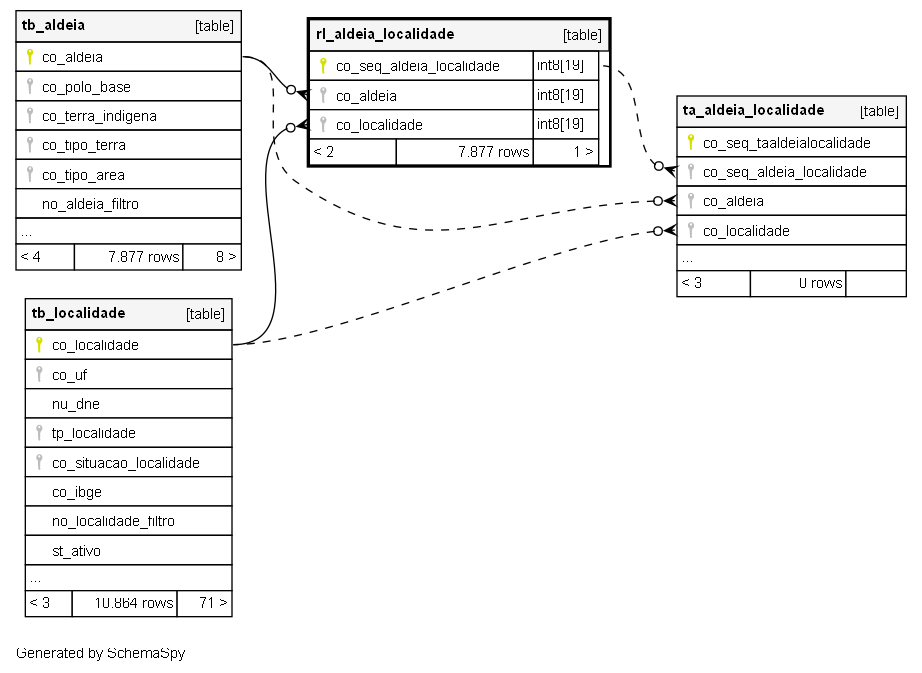 tb_aldeia [table]
co_aldeia
co_polo_base
co_terra_indigena
co_tipo_terra
co_tipo_area
no_aldeia_filtro
...
< 4 7.877 rows 8 >
rl_aldeia_localidade [table]
co_seq_aldeia_localidade int8[19]
co_aldeia int8[19]
co_localidade int8[19]
< 2 7.877 rows 1 >
ta_aldeia_localidade [table]
co_seq_taaldeialocalidade
co_seq_aldeia_localidade
co_aldeia
co_localidade
...
< 3 0 rows
tb_localidade [table]
co_localidade
co_uf
nu_dne
tp_localidade
co_situacao_localidade
co_ibge
no_localidade_filtro
st_ativo
...
< 3 10.864 rows 71 >
Generated by SchemaSpy